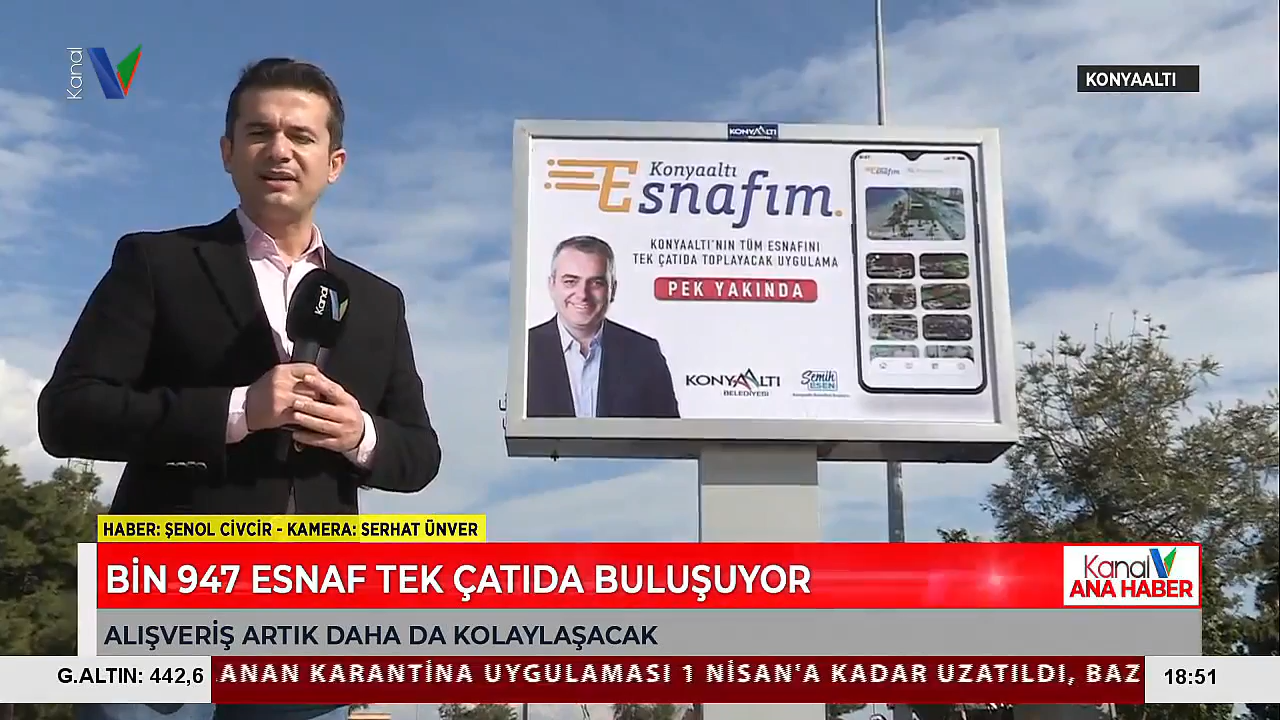 Kanal V
KONYAALTI
KONYAALTI
Konyaaltı
Esnafım.
KONYAALTI'NIN TÜM ESNAFINI
TEK ÇATIDA TOPLAYACAK UYGULAMA
PEK YAKINDA
KONYAALTI
BELEDİYESİ
Semih
ESEN
Esnafım
Kanal
HABER: ŞENOL CİVCİR - KAMERA: SERHAT ÜNVER
BİN 947 ESNAF TEK ÇATIDA BULUŞUYOR
Kanal V
ANA HABER
ALIŞVERİŞ ARTIK DAHA DA KOLAYLAŞACAK
G.ALTIN: 442,6
ANAN KARANTİNA UYGULAMASI 1 NİSAN'A KADAR UZATILDI, BAZ
18:51